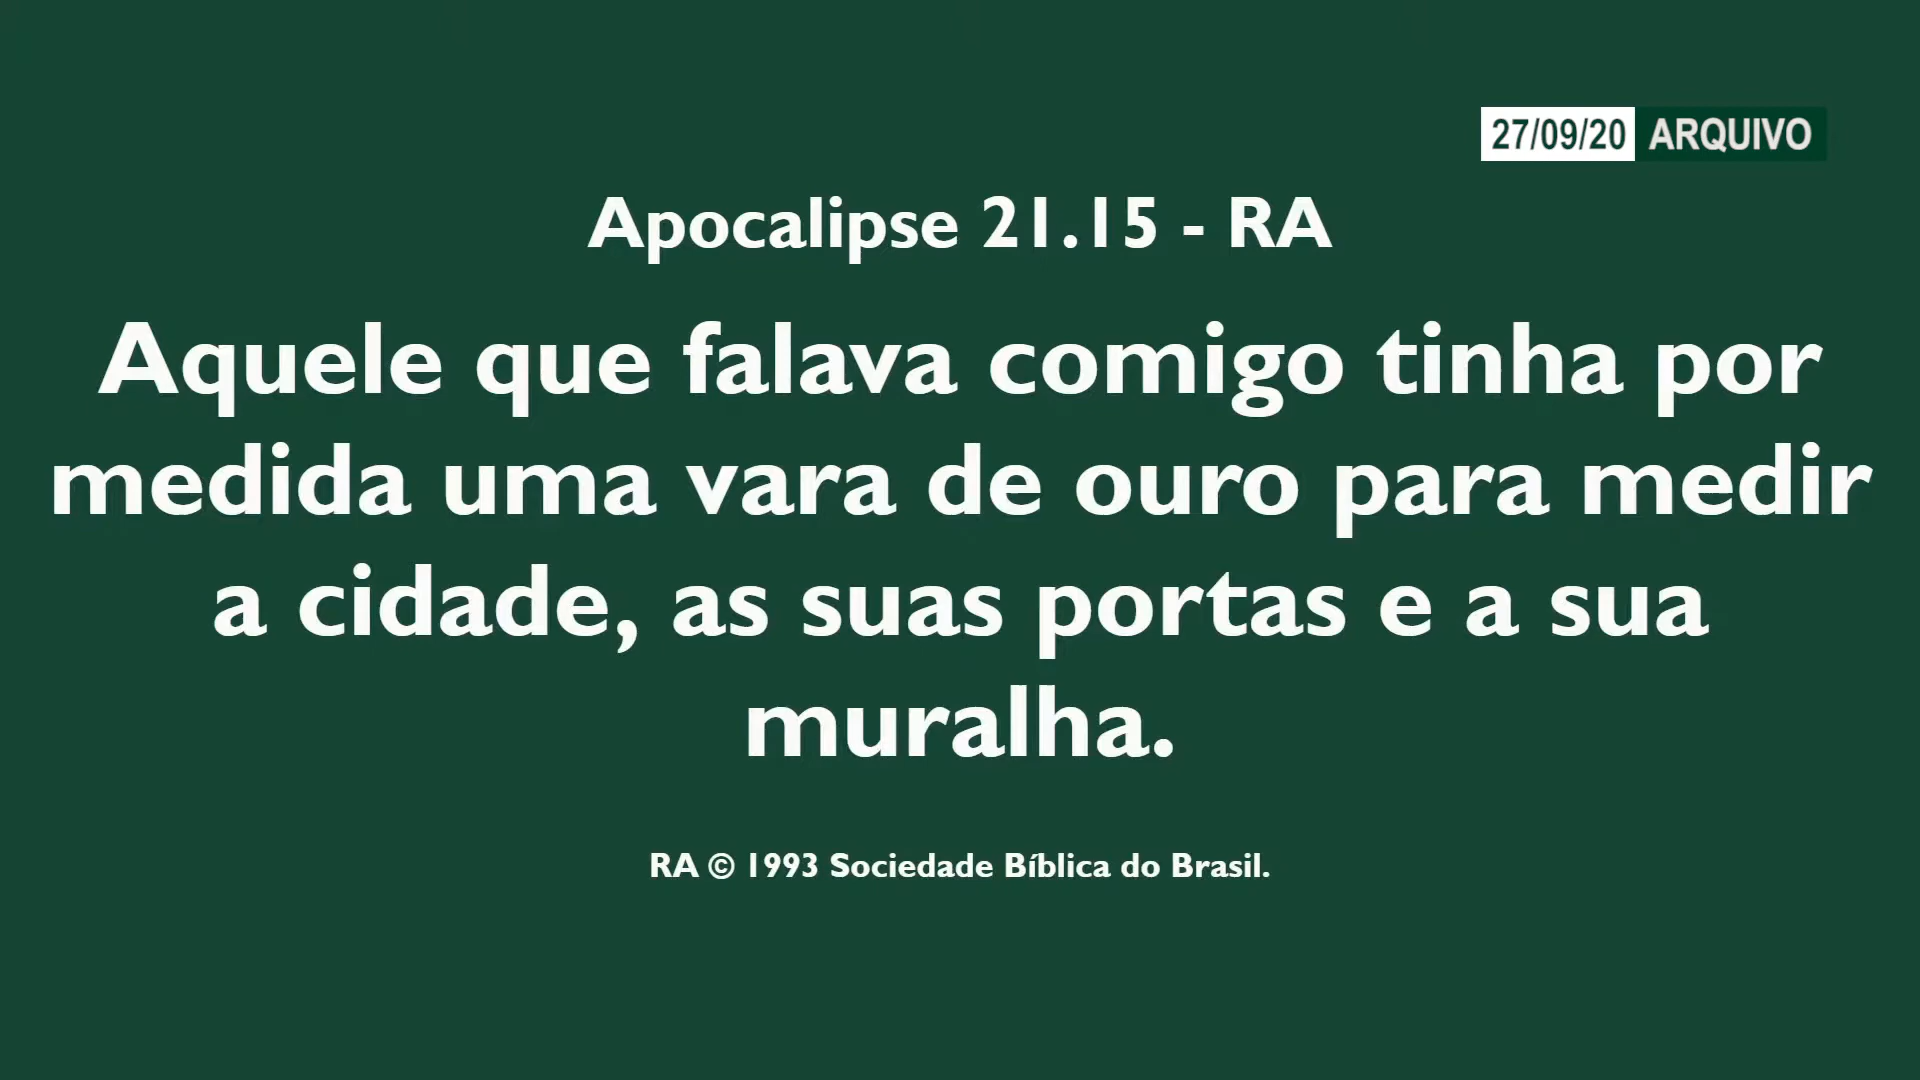 27/09/20 ARQUIVO
Apocalipse 21.15 - RA
Aquele que falava comigo tinha por
medida uma vara de ouro para medir
a cidade, as suas portas e a sua
muralha.
RA © 1993 Sociedade Bíblica do Brasil.